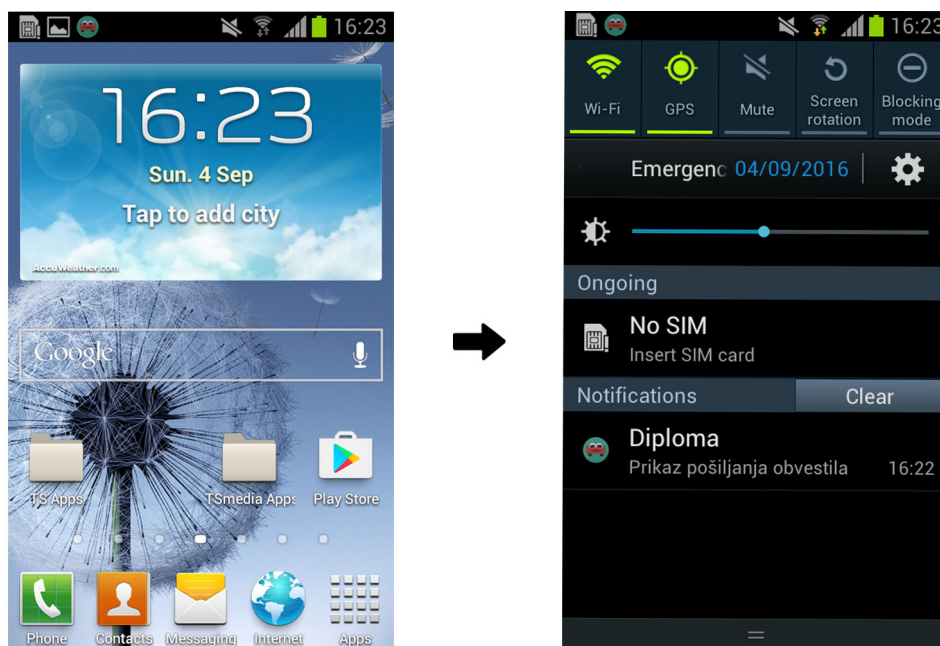 16:23
16:23
Sun. 4 Sep
Tap to add city
AccuWeather.com
Google
TS Apps
TSmedia Apps
Play Store
Phone
Contacts
Messaging
Internet
Apps
16:23
Wi-Fi
GPS
Mute
Screen
rotation
Blocking
mode
Emergenc 04/09/2016
Ongoing
No SIM
Insert SIM card
Notifications
Clear
Diploma
Prikaz pošiljanja obvestila 16:22